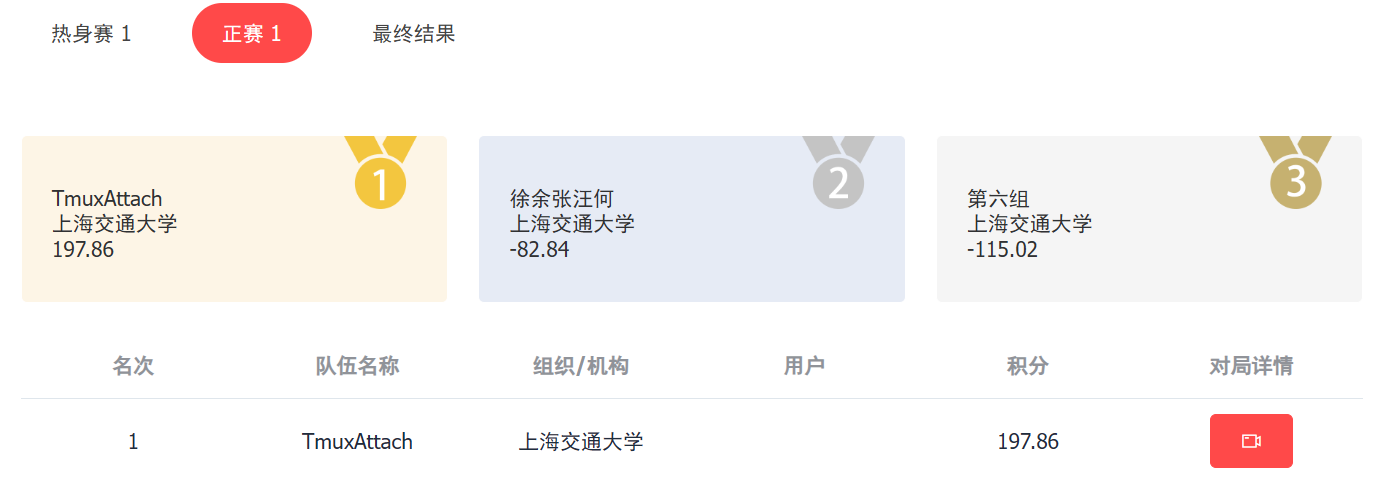 热身赛 1 正赛 1 最终结果
1
TmuxAttach
上海交通大学
197.86
2
徐余张汪何
上海交通大学
-82.84
3
第六组
上海交通大学
-115.02
名次 队伍名称 组织/机构 用户 积分 对局详情
1 TmuxAttach 上海交通大学 197.86